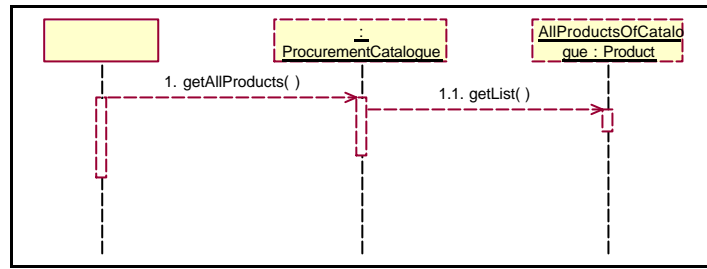 :
ProcurementCatalogue
AllProductsOfCatalo
gue : Product
1. getAllProducts( )
1.1. getList( )